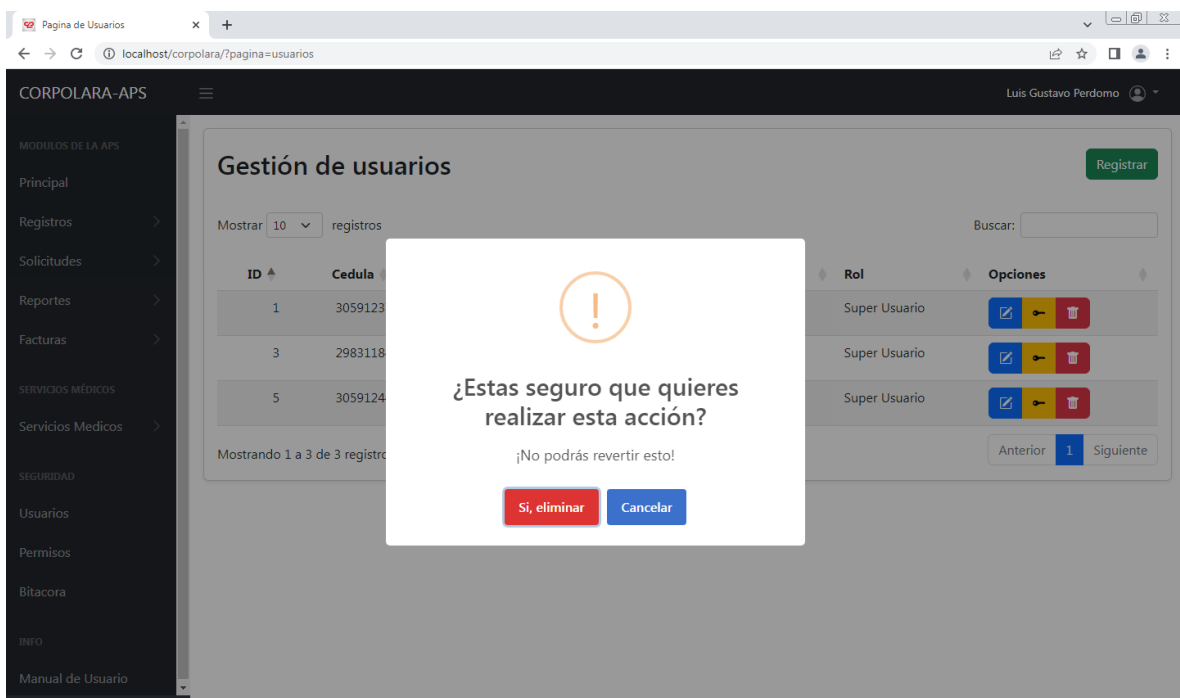 Pagina de Usuarios
localhost/corpolara/?pagina=usuarios
CORPOLARA-APS
Luis Gustavo Perdomo
MODULOS DE LA APS
Principal
Registros
Solicitudes
Reportes
Facturas
SERVICIOS MÉDICOS
Servicios Medicos
SEGURIDAD
Usuarios
Permisos
Bitacora
INFO
Manual de Usuario
Gestión de usuarios
Registrar
Mostrar 10 registros
Buscar:
ID Cedula Rol Opciones
1 3059123 Super Usuario
3 2983118 Super Usuario
5 3059124 Super Usuario
Mostrando 1 a 3 de 3 registro
Anterior 1 Siguiente
!
¿Estas seguro que quieres
realizar esta acción?
¡No podrás revertir esto!
Si, eliminar Cancelar